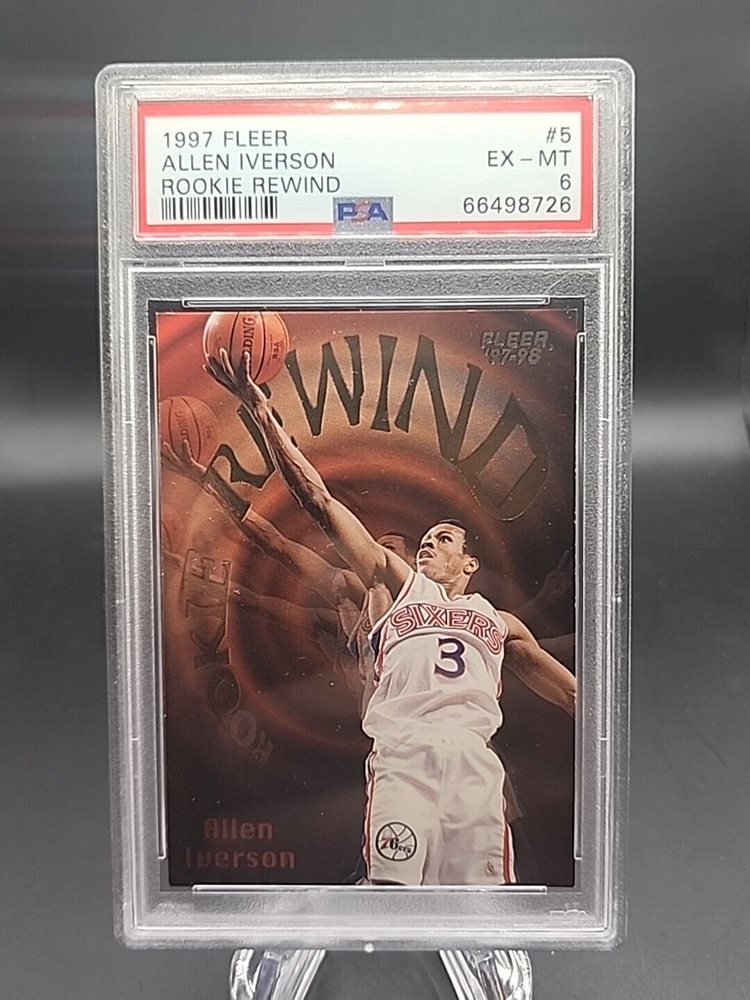 1997 FLEER #5
ALLEN IVERSON EX - MT
ROOKIE REWIND 6
PSA 66498726
FLEER
'97-98
REWIND
ROOKIE
SIXERS
3
76ers
Allen
Iverson